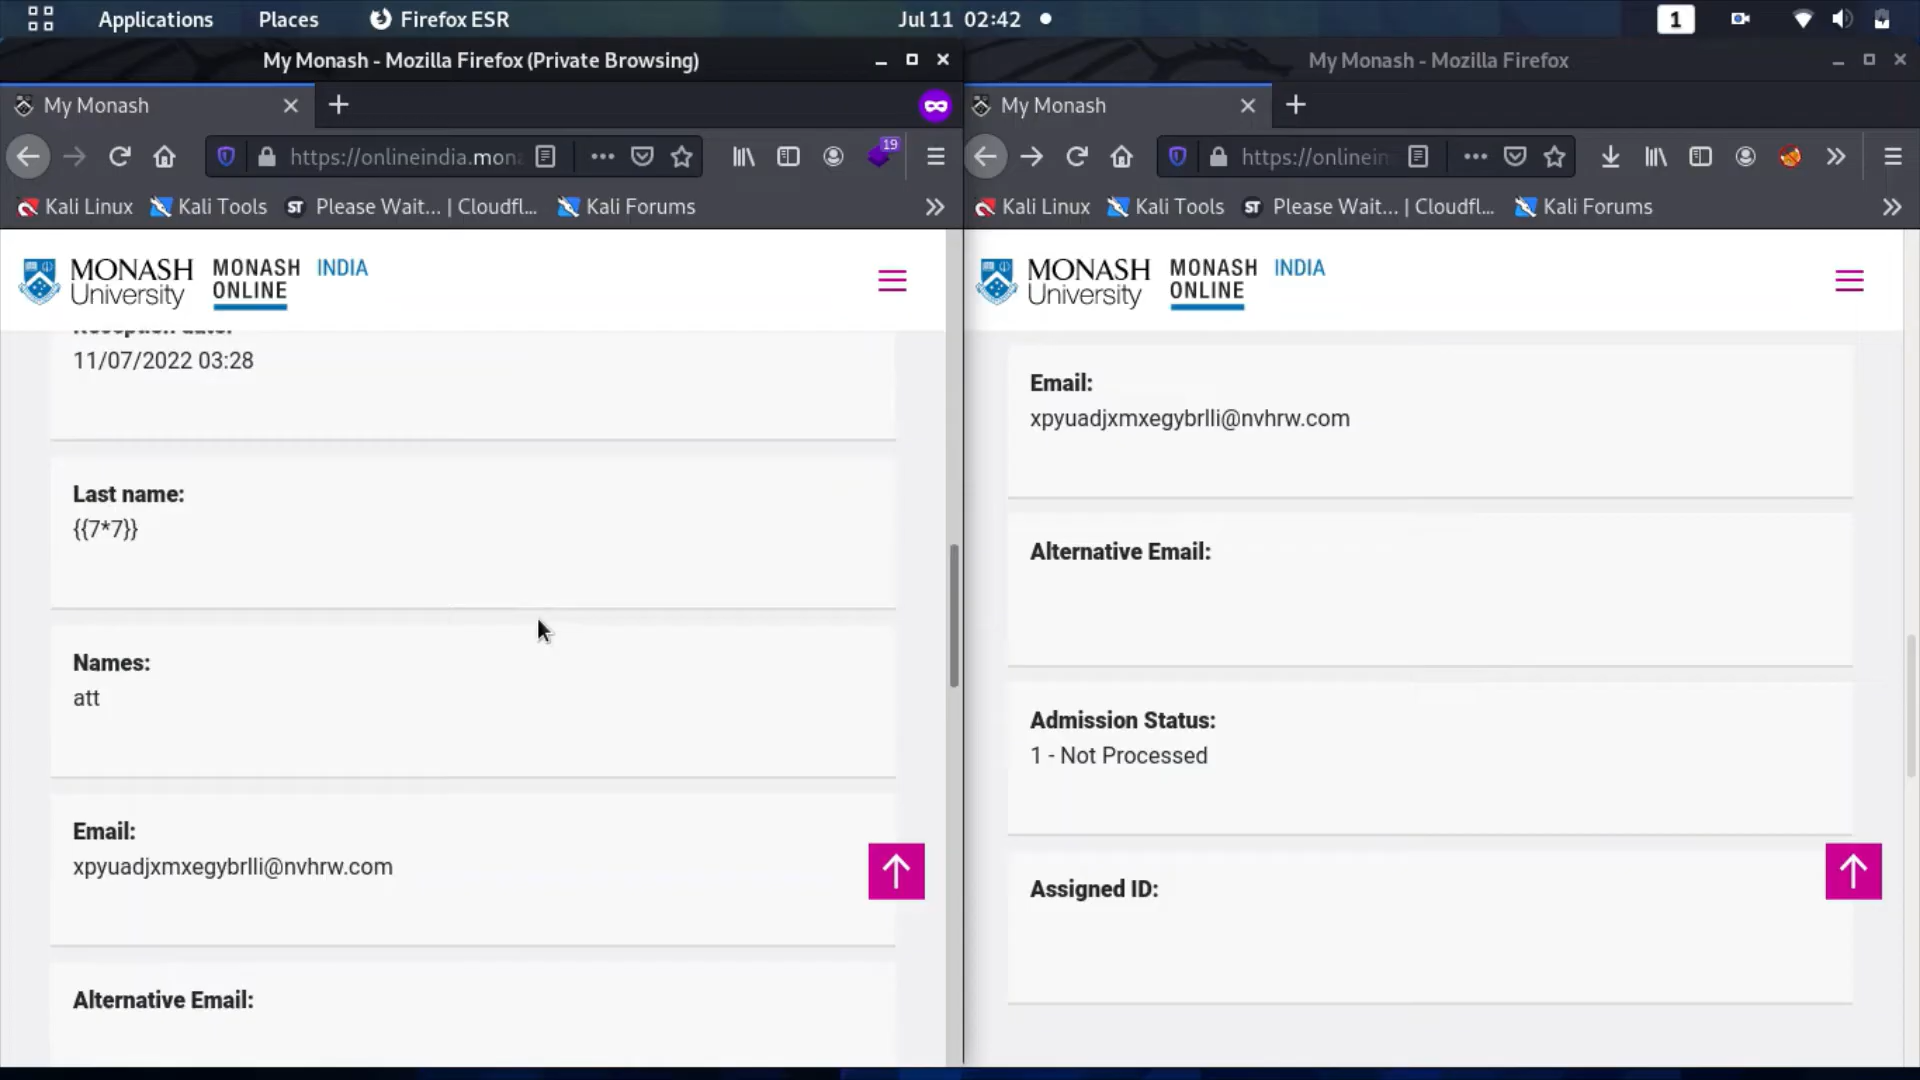 Applications Places Firefox ESR Jul 11 02:42 1
My Monash - Mozilla Firefox (Private Browsing)
My Monash
https://onlineindia.mon
19
Kali Linux Kali Tools ST Please Wait... | Cloudfl... Kali Forums
MONASH University MONASH ONLINE INDIA
11/07/2022 03:28
Last name:
{{7*7}}
Names:
att
Email:
xpyuadjxmxegybrlli@nvhrw.com
Alternative Email:
My Monash - Mozilla Firefox
My Monash
https://onlinein
Kali Linux Kali Tools ST Please Wait... | Cloudfl... Kali Forums
MONASH University MONASH ONLINE INDIA
Email:
xpyuadjxmxegybrlli@nvhrw.com
Alternative Email:
Admission Status:
1 - Not Processed
Assigned ID: